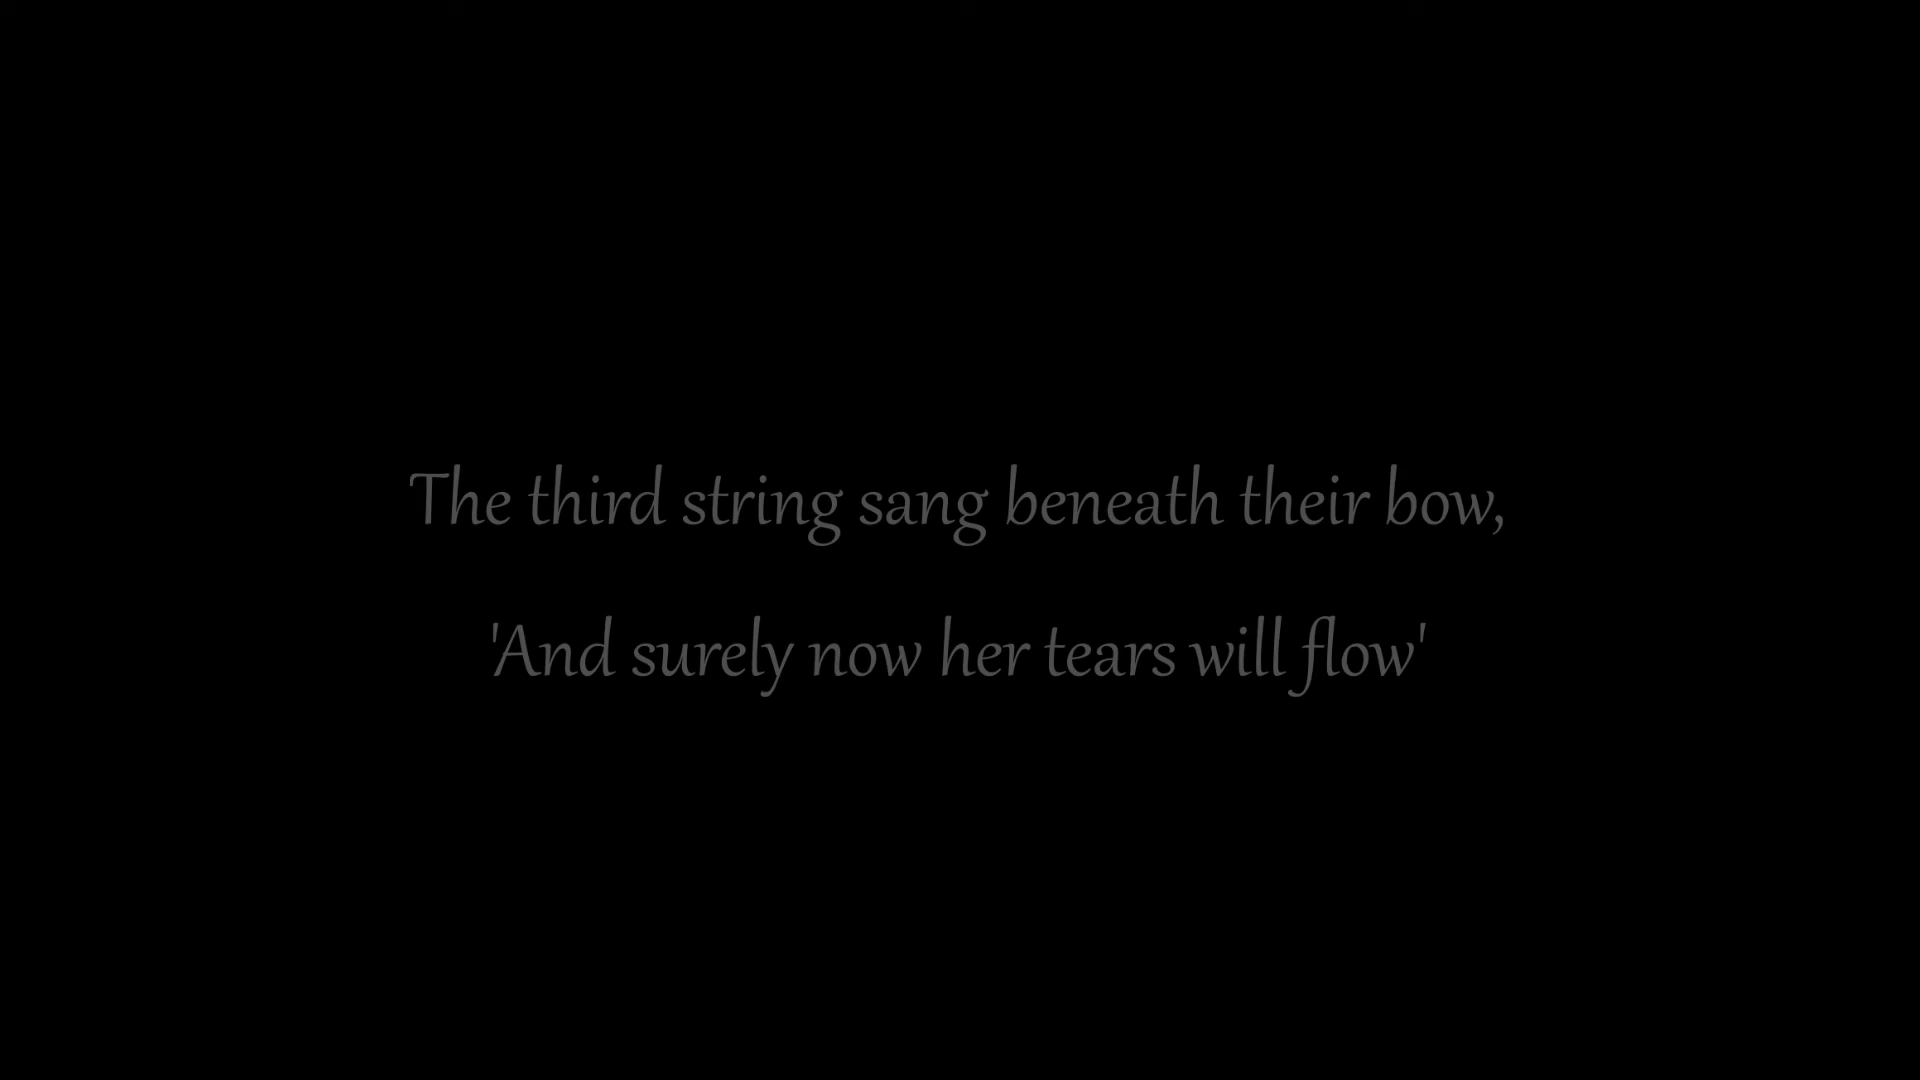 The third string sang beneath their bow,
'And surely now her tears will flow'